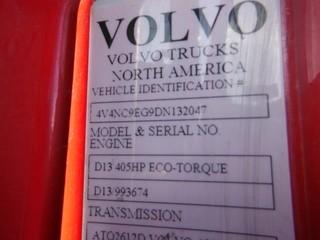 VOLVO
VOLVO TRUCKS
NORTH AMERICA
VEHICLE IDENTIFICATION #
4V4NC9EG9DN132047
MODEL & SERIAL NO.
ENGINE
D13 405HP ECO-TORQUE
D13/993674
TRANSMISSION
ATO2612D